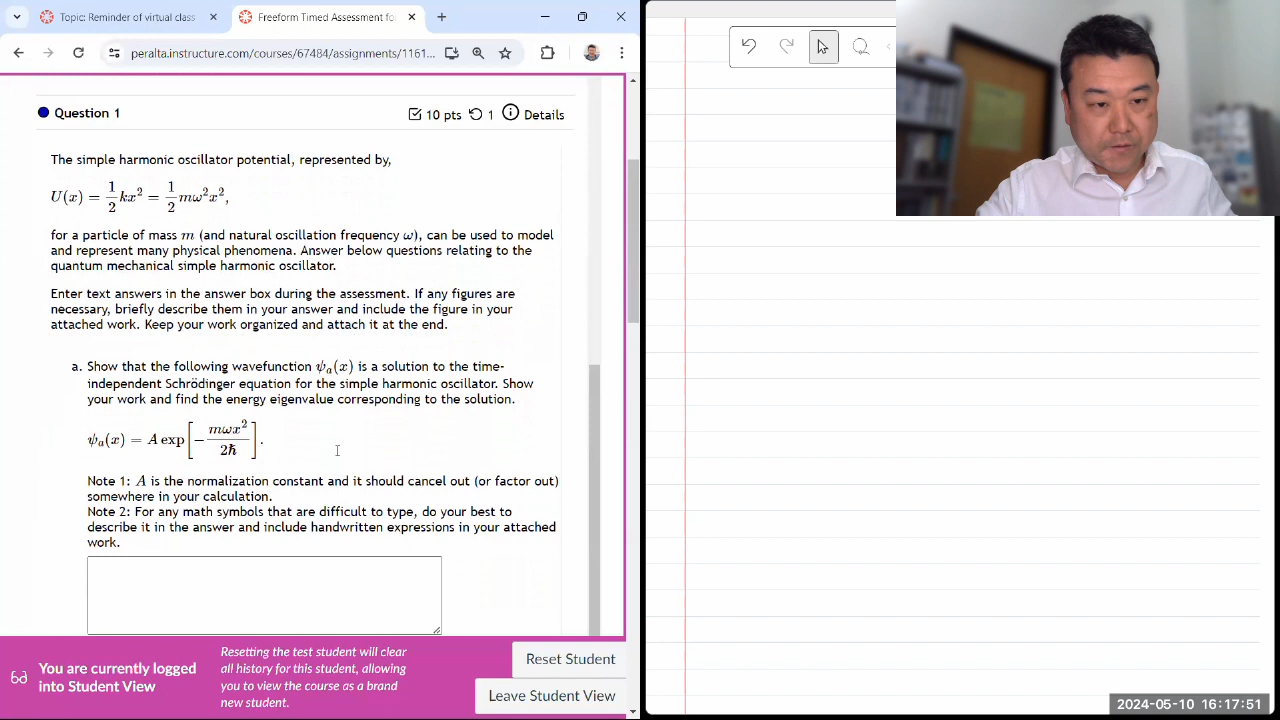 Topic: Reminder of virtual class
Freeform Timed Assessment for
peralta.instructure.com/courses/67484/assignments/1161...
Question 1
10 pts 1 Details
The simple harmonic oscillator potential, represented by,
U(x) = 1/2 kx² = 1/2 mω²x²,
for a particle of mass m (and natural oscillation frequency ω), can be used to model
and represent many physical phenomena. Answer below questions relating to the
quantum mechanical simple harmonic oscillator.
Enter text answers in the answer box during the assessment. If any figures are
necessary, briefly describe them in your answer and include the figure in your
attached work. Keep your work organized and attach it at the end.
a. Show that the following wavefunction ψₐ(x) is a solution to the time-
independent Schrödinger equation for the simple harmonic oscillator. Show
your work and find the energy eigenvalue corresponding to the solution.
ψₐ(x) = A exp[−mωx²/2ℏ].
Note 1: A is the normalization constant and it should cancel out (or factor out)
somewhere in your calculation.
Note 2: For any math symbols that are difficult to type, do your best to
describe it in the answer and include handwritten expressions in your attached
work.
You are currently logged
into Student View
Resetting the test student will clear
all history for this student, allowing
you to view the course as a brand
new student.
Reset Student
Leave Student View
2024-05-10 16:17:51